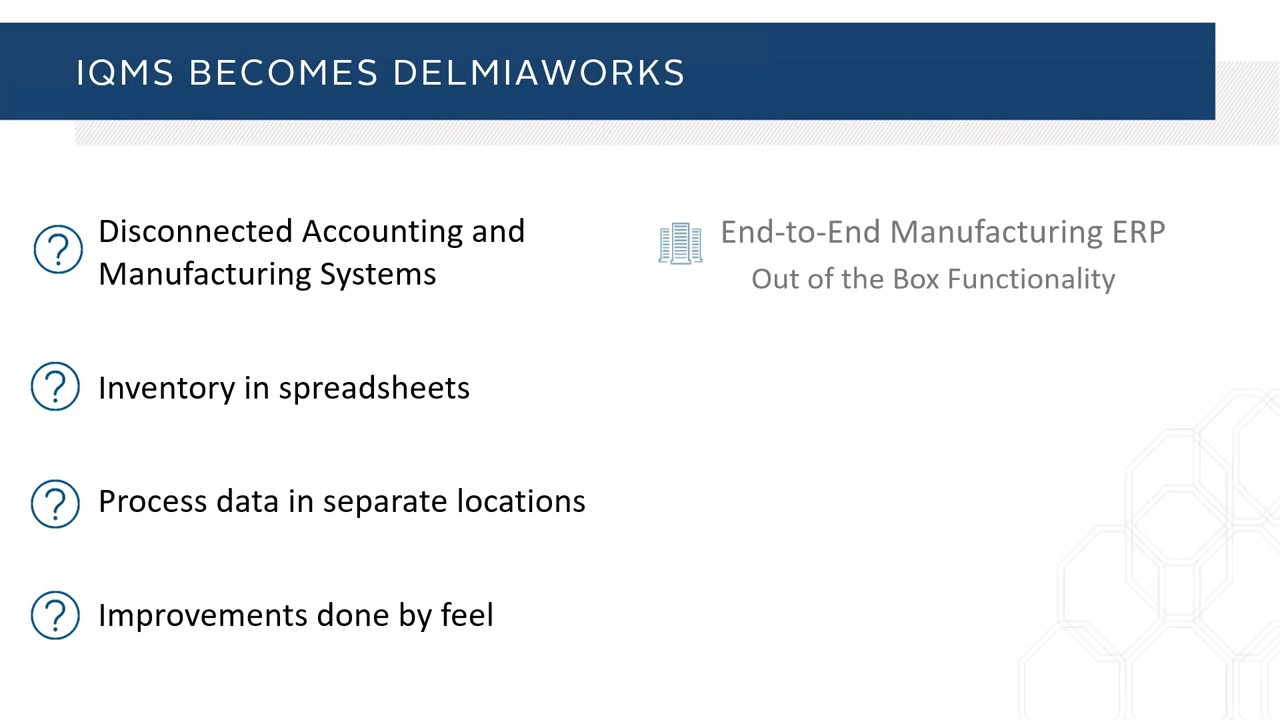 IQMS BECOMES DELMIAWORKS
Disconnected Accounting and
Manufacturing Systems
Inventory in spreadsheets
Process data in separate locations
Improvements done by feel
End-to-End Manufacturing ERP
Out of the Box Functionality